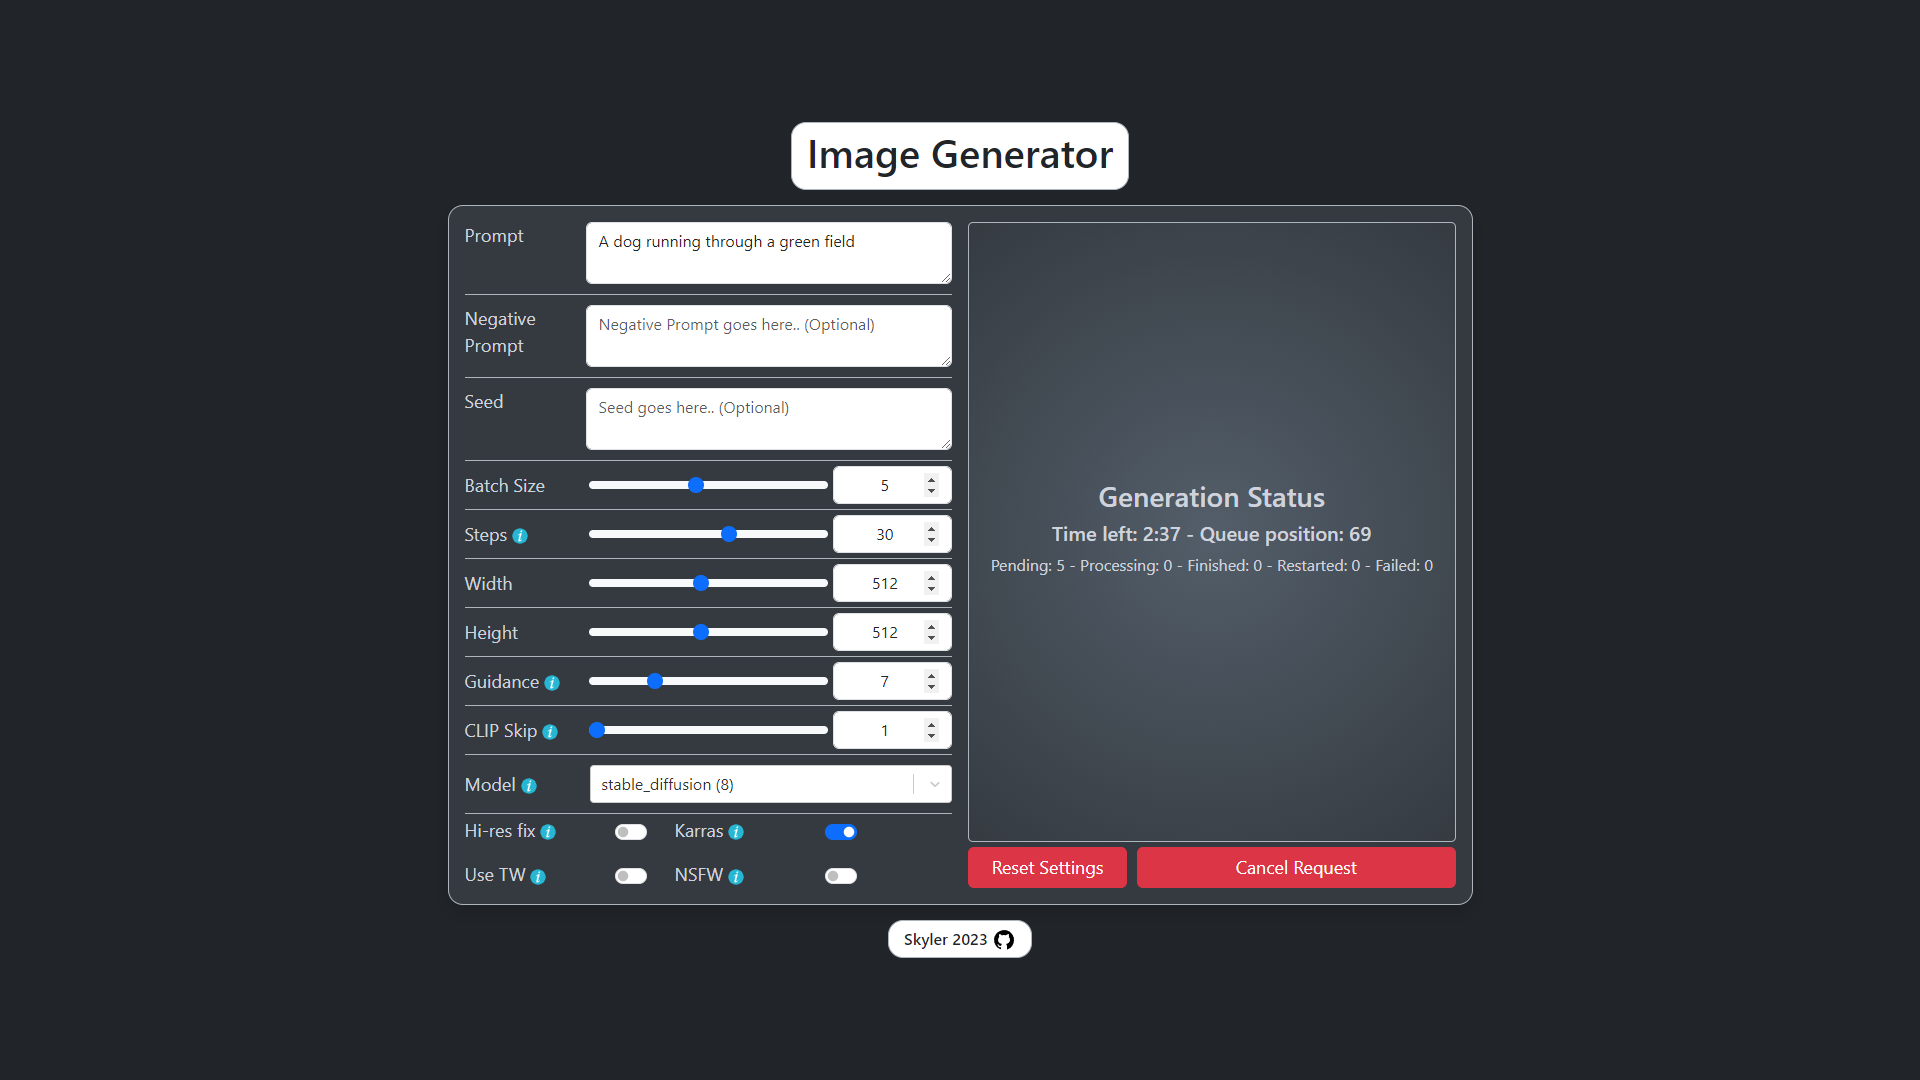 Image Generator
Prompt
A dog running through a green field
Negative
Prompt
Negative Prompt goes here.. (Optional)
Seed
Seed goes here.. (Optional)
Batch Size
5
Steps i
30
Width
512
Height
512
Guidance i
7
CLIP Skip i
1
Model i
stable_diffusion (8)
Hi-res fix i
Karras i
Use TW i
NSFW i
Generation Status
Time left: 2:37 - Queue position: 69
Pending: 5 - Processing: 0 - Finished: 0 - Restarted: 0 - Failed: 0
Reset Settings
Cancel Request
Skyler 2023